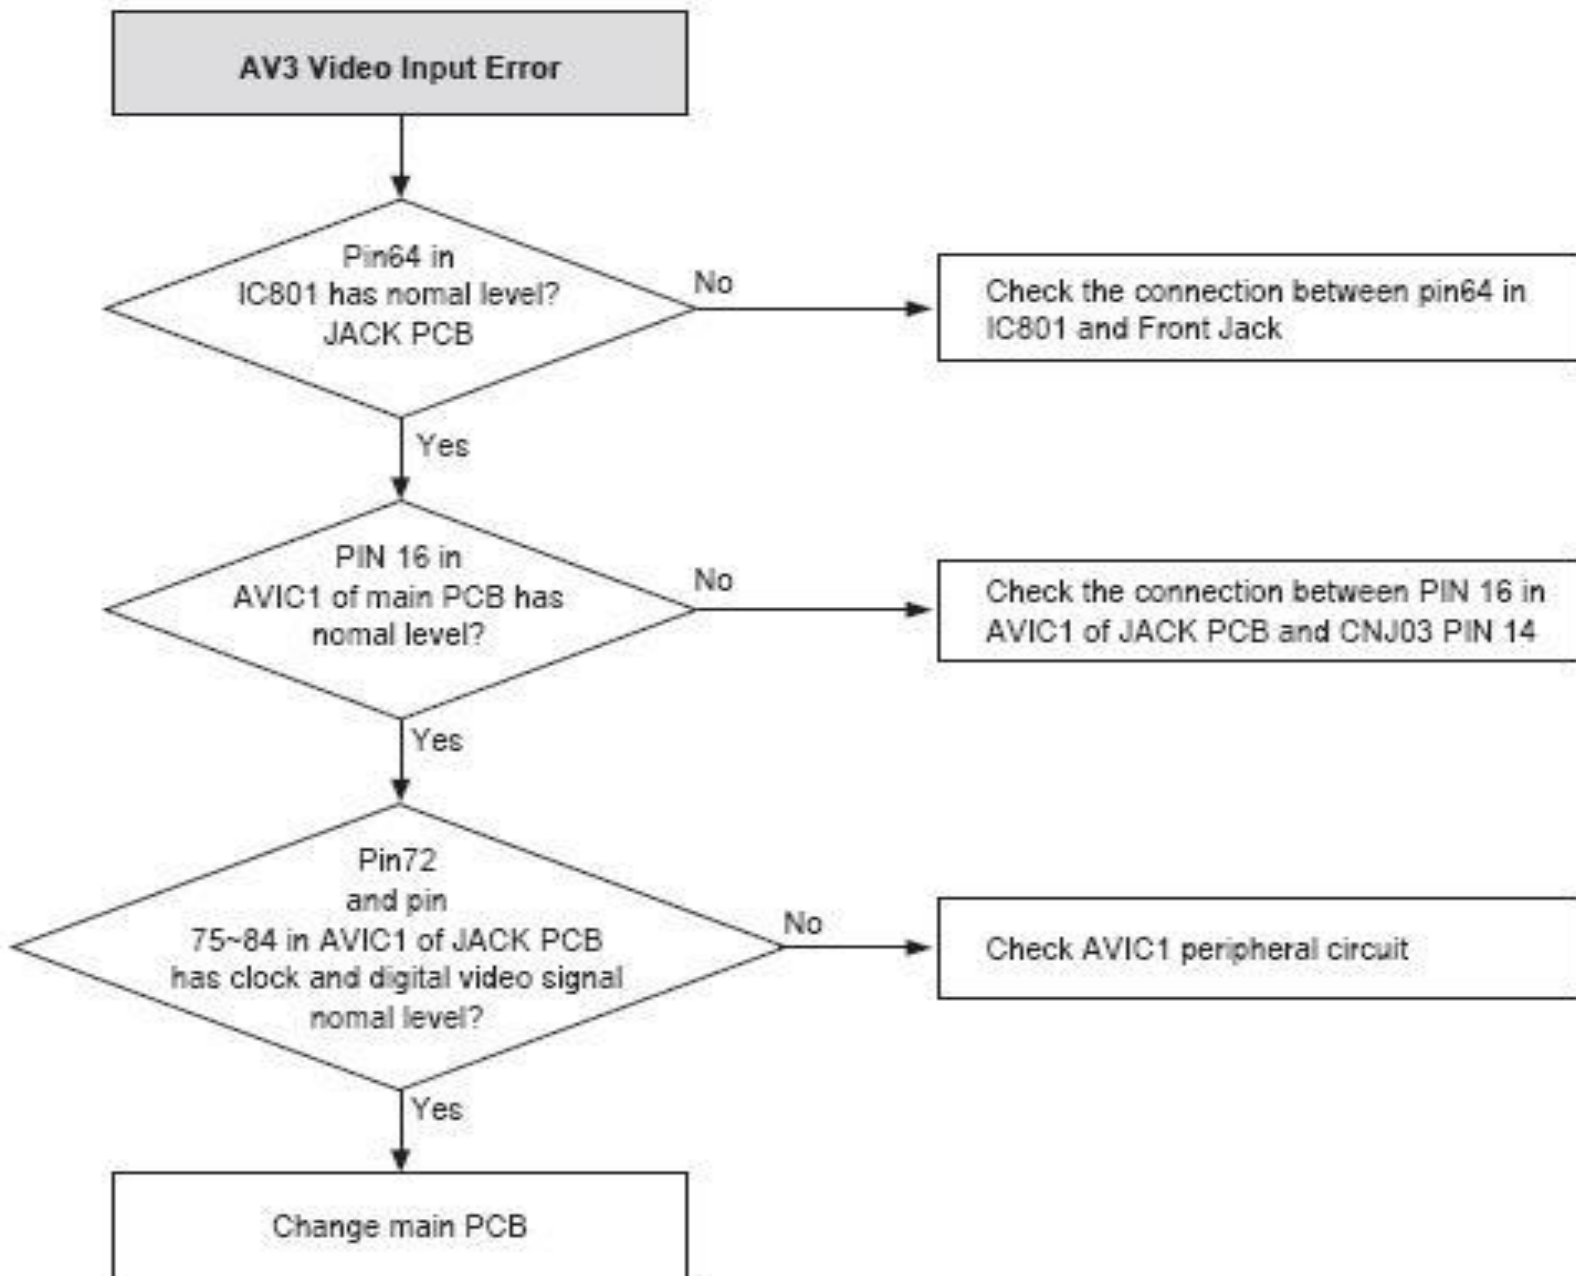 AV3 Video Input Error
Pin64 in
IC801 has nomal level?
JACK PCB
No
Check the connection between pin64 in
IC801 and Front Jack
Yes
PIN 16 in
AVIC1 of main PCB has
nomal level?
No
Check the connection between PIN 16 in
AVIC1 of JACK PCB and CNJ03 PIN 14
Yes
Pin72
and pin
75~84 in AVIC1 of JACK PCB
has clock and digital video signal
nomal level?
No
Check AVIC1 peripheral circuit
Yes
Change main PCB